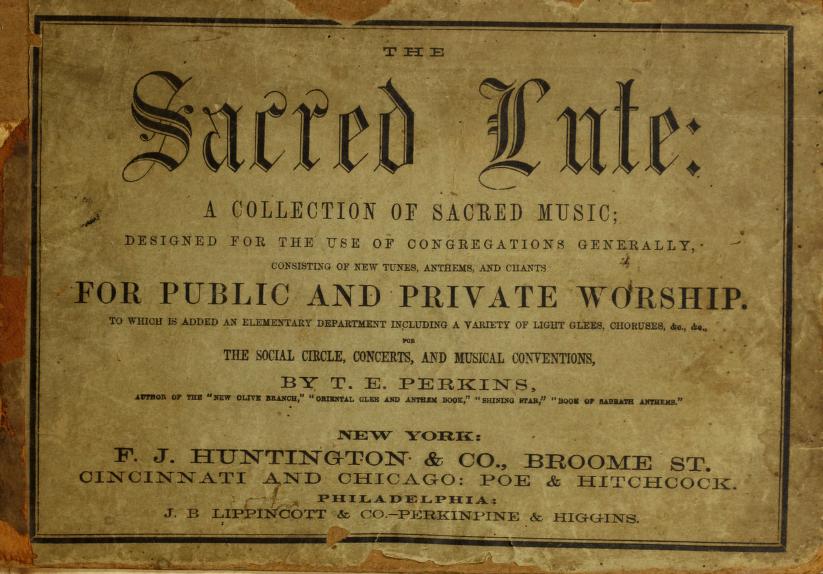 THE
Sacred Lute:
A COLLECTION OF SACRED MUSIC;
DESIGNED FOR THE USE OF CONGREGATIONS GENERALLY,
CONSISTING OF NEW TUNES, ANTHEMS, AND CHANTS
FOR PUBLIC AND PRIVATE WORSHIP.
TO WHICH IS ADDED AN ELEMENTARY DEPARTMENT INCLUDING A VARIETY OF LIGHT GLEES, CHORUSES, &c., &c.,
FOR
THE SOCIAL CIRCLE, CONCERTS, AND MUSICAL CONVENTIONS,
BY T. E. PERKINS,
AUTHOR OF THE "NEW OLIVE BRANCH," "ORIENTAL GLEE AND ANTHEM BOOK," "SHINING STAR," "BOOK OF SABBATH ANTHEMS."
NEW YORK:
F. J. HUNTINGTON & CO., BROOME ST.
CINCINNATI AND CHICAGO: POE & HITCHCOCK.
PHILADELPHIA:
J. B LIPPINCOTT & CO.—PERKINPINE & HIGGINS.